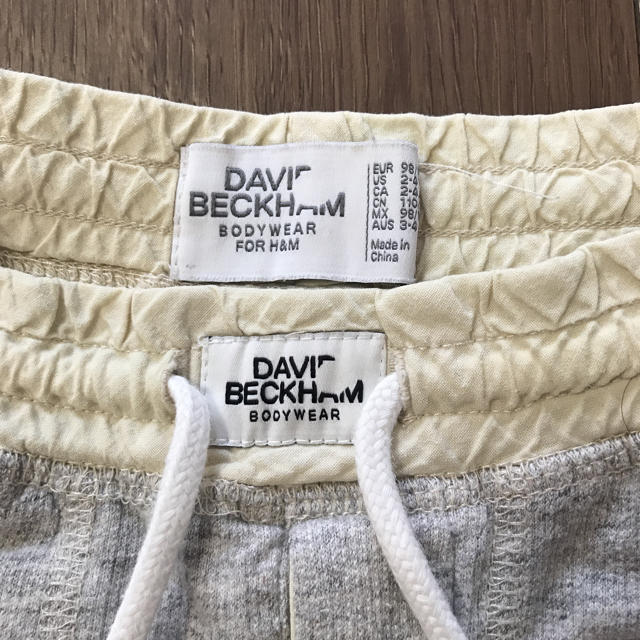 DAVID
BECKHAM
BODYWEAR
FOR H&M
EUR 98/
US 2-4
CA 2-4
CN 110
MX 98/
AUS 3-4
Made in
China
DAVID
BECKHAM
BODYWEAR